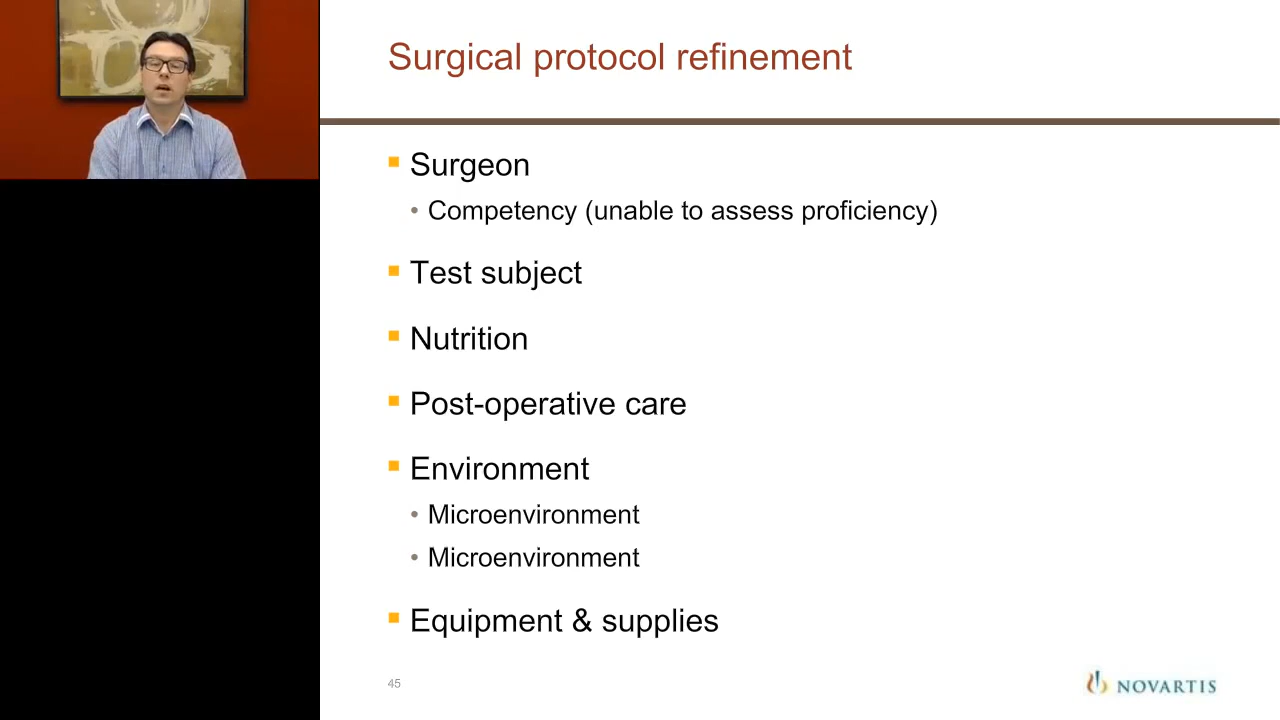 Surgical protocol refinement
Surgeon
• Competency (unable to assess proficiency)
Test subject
Nutrition
Post-operative care
Environment
• Microenvironment
• Microenvironment
Equipment & supplies
45
NOVARTIS